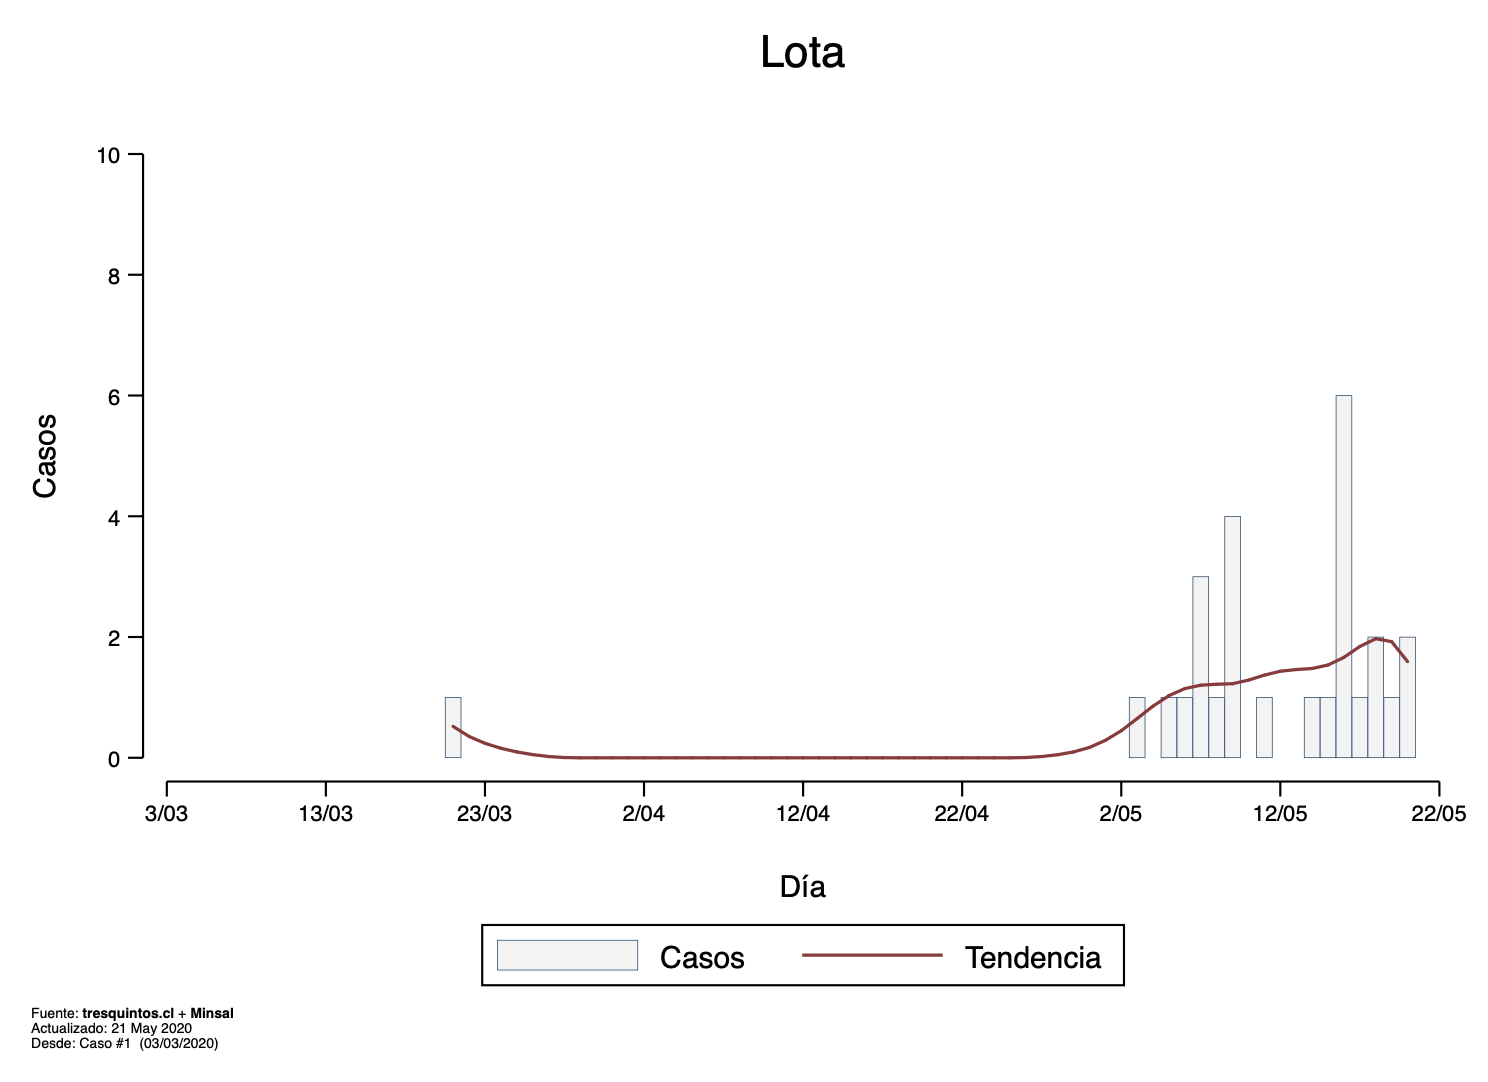 Lota
10
8
6
4
2
0
Casos
3/03 13/03 23/03 2/04 12/04 22/04 2/05 12/05 22/05
Día
Casos Tendencia
Fuente: tresquintos.cl + Minsal
Actualizado: 21 May 2020
Desde: Caso #1 (03/03/2020)